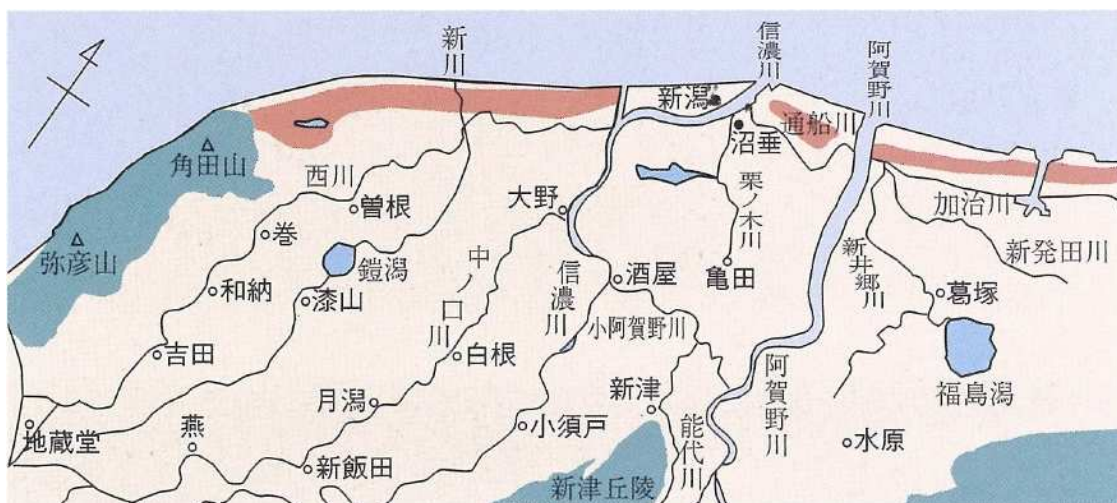 新川
信濃川
阿賀野川
新潟
通船川
沼垂
角田山
西川
曽根
大野
栗ノ木川
加治川
新発田川
弥彦山
巻
鎧潟
中ノ口川
信濃川
酒屋
亀田
新井郷川
葛塚
和納
漆山
小阿賀野川
吉田
白根
阿賀野川
福島潟
新津
月潟
地蔵堂
燕
小須戸
能代川
水原
新飯田
新津丘陵